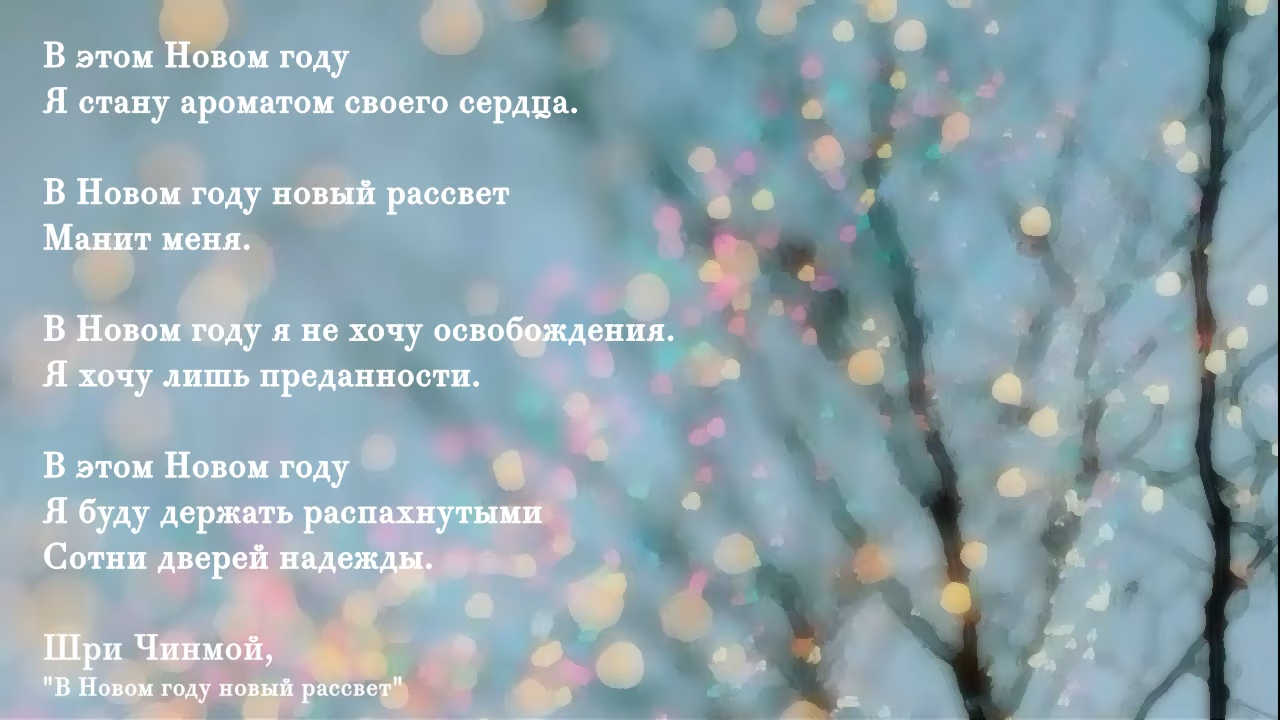 В этом Новом году
Я стану ароматом своего сердца.
В Новом году новый рассвет
Манит меня.
В Новом году я не хочу освобождения.
Я хочу лишь преданности.
В этом Новом году
Я буду держать распахнутыми
Сотни дверей надежды.
Шри Чинмой,
"В Новом году новый рассвет"